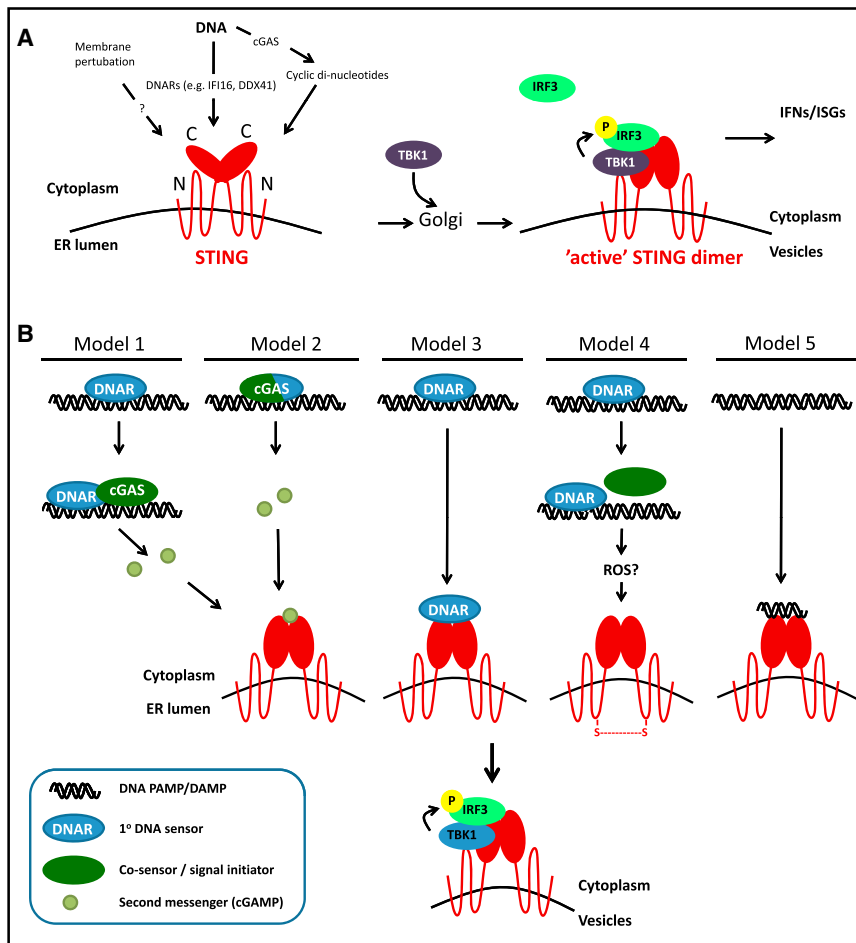 A
DNA
cGAS
Membrane
pertubation
DNARs (e.g. IFI16, DDX41)
Cyclic di-nucleotides
?
C
C
N
N
Cytoplasm
ER lumen
STING
TBK1
Golgi
IRF3
P
IRF3
TBK1
IFNs/ISGs
Cytoplasm
Vesicles
'active' STING dimer
B
Model 1
Model 2
Model 3
Model 4
Model 5
DNAR
cGAS
DNAR
DNAR
DNAR
cGAS
DNAR
ROS?
DNAR
Cytoplasm
ER lumen
S-----------S
DNA PAMP/DAMP
DNAR
1º DNA sensor
Co-sensor / signal initiator
Second messenger (cGAMP)
P
IRF3
TBK1
Cytoplasm
Vesicles